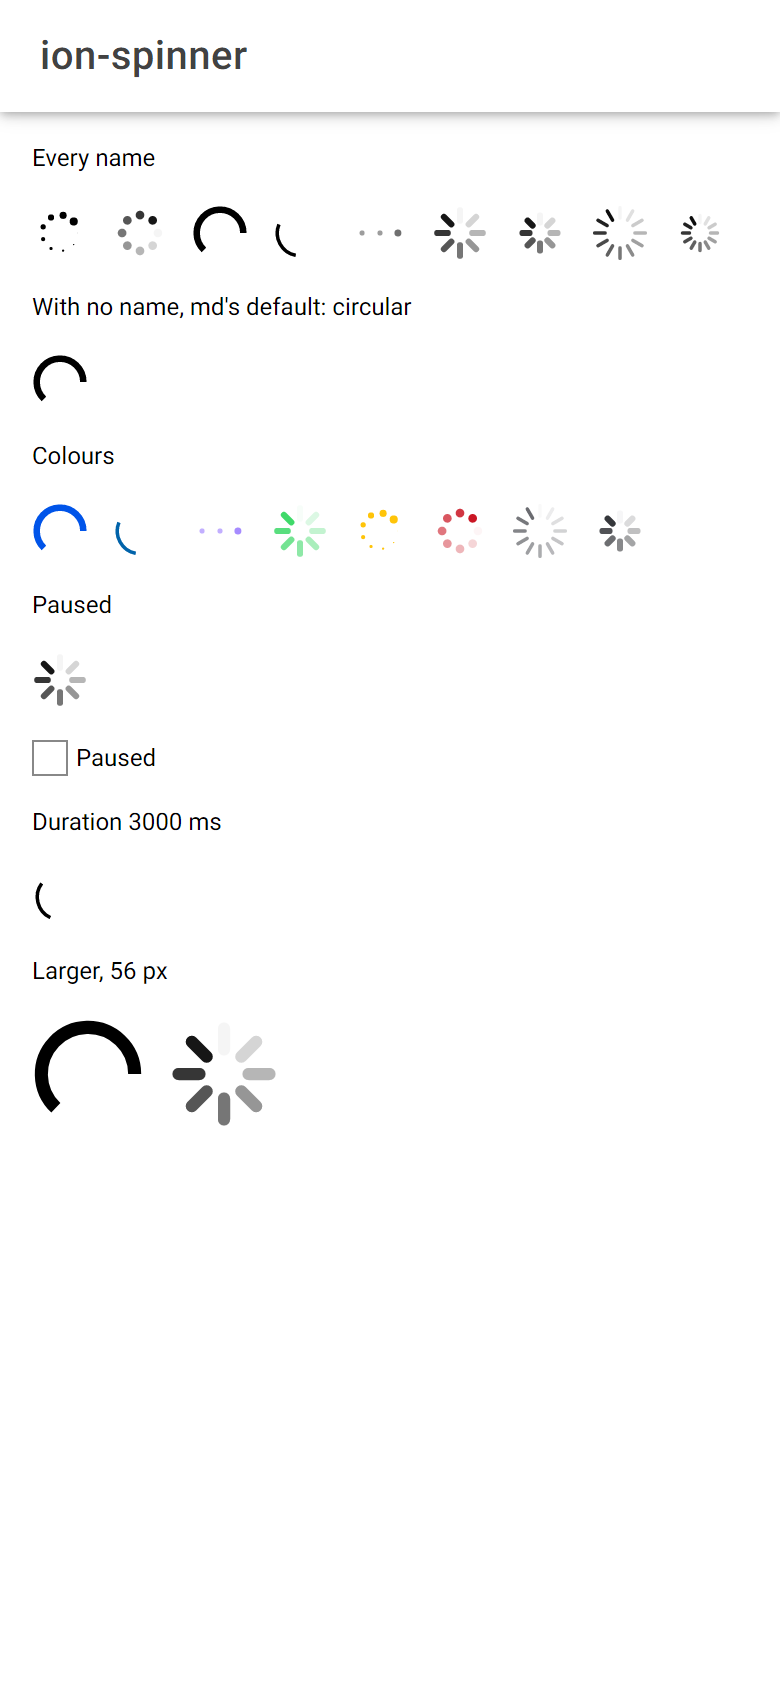 ion-spinner
Every name
With no name, md's default: circular
Colours
Paused
Paused
Duration 3000 ms
Larger, 56 px